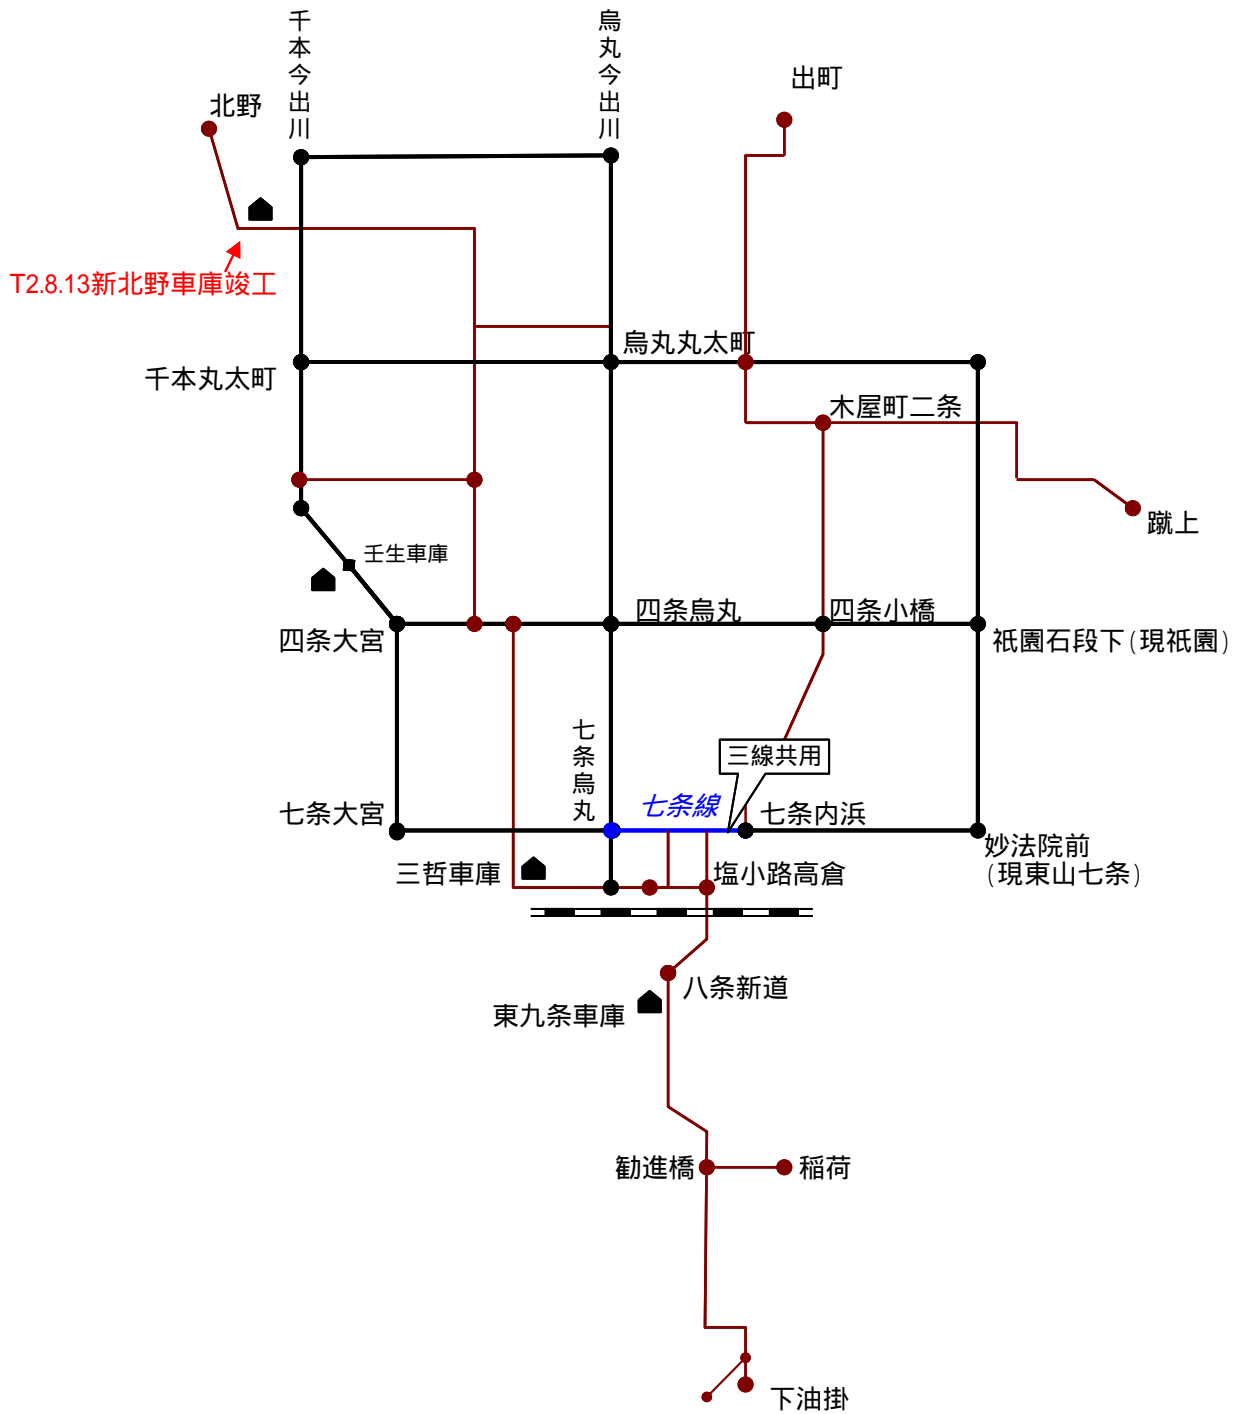 千本今出川
烏丸今出川
出町
北野
T2.8.13新北野車庫竣工
烏丸丸太町
千本丸太町
木屋町二条
蹴上
壬生車庫
四条烏丸
四条小橋
四条大宮
祇園石段下(現祇園)
七条烏丸
三線共用
七条線
七条大宮
七条内浜
妙法院前
(現東山七条)
三哲車庫
塩小路高倉
八条新道
東九条車庫
勧進橋
稲荷
下油掛